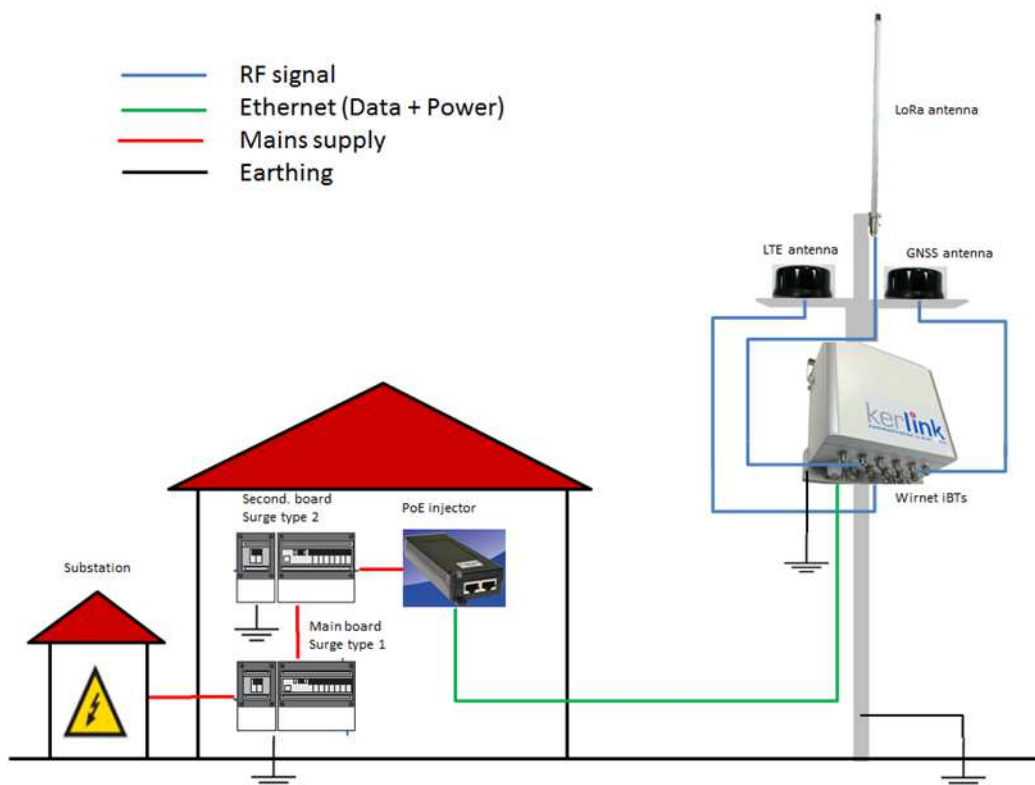 RF signal
Ethernet (Data + Power)
Mains supply
Earthing
LoRa antenna
LTE antenna
GNSS antenna
kerlink
Wirnet iBTs
Second. board
Surge type 2
PoE injector
Substation
Main board
Surge type 1